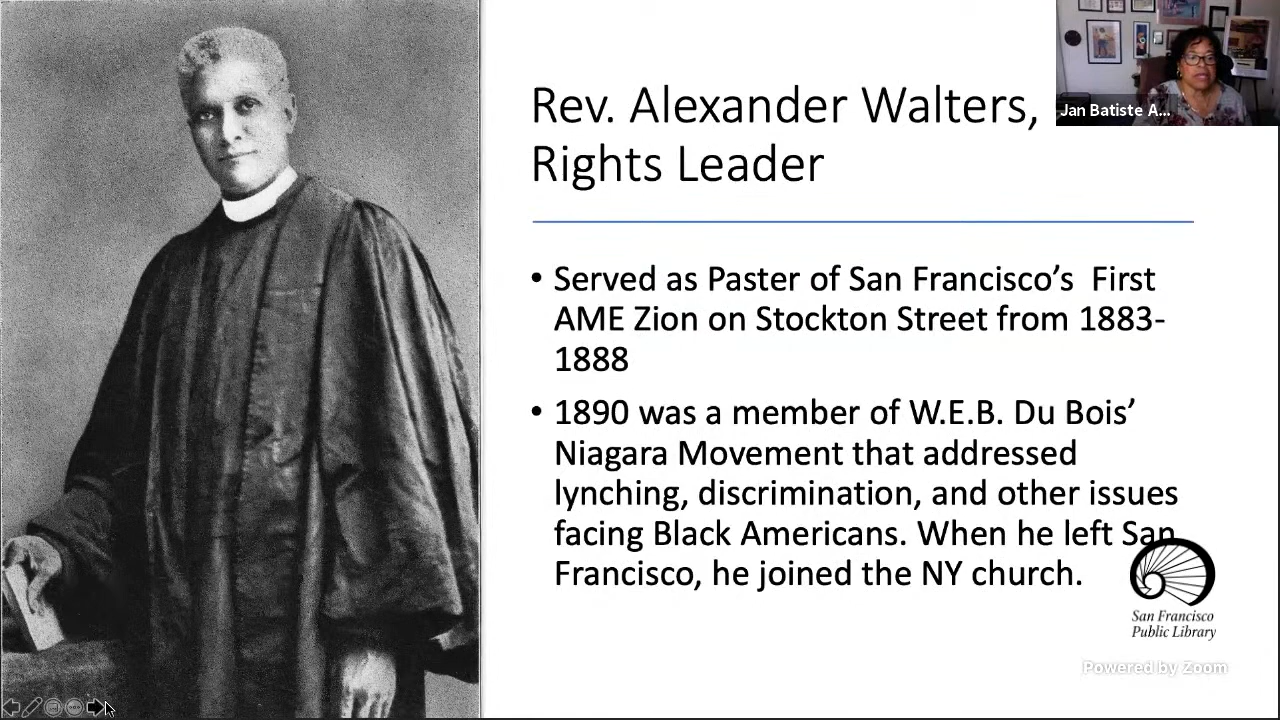 Rev. Alexander Walters,
Rights Leader
Jan Batiste A...
• Served as Paster of San Francisco’s  First
AME Zion on Stockton Street from 1883-
1888
• 1890 was a member of W.E.B. Du Bois’
Niagara Movement that addressed
lynching, discrimination, and other issues
facing Black Americans. When he left San
Francisco, he joined the NY church.
San Francisco
Public Library
Powered by Zoom